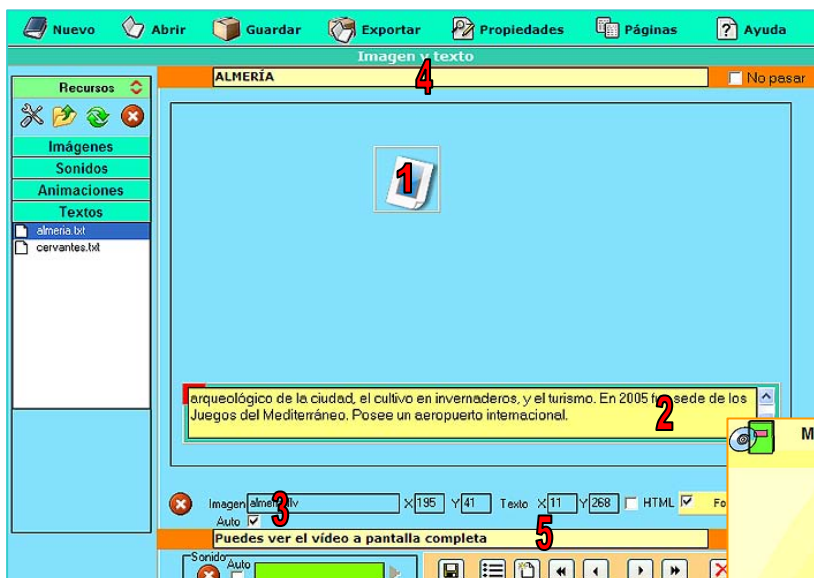 Nuevo Abrir Guardar Exportar Propiedades Páginas Ayuda
Imagen y texto
ALMERÍA No pasar
4
Recursos
Imágenes
Sonidos
Animaciones
Textos
almeria.txt
cervantes.txt
1
arqueológico de la ciudad, el cultivo en invernaderos, y el turismo. En 2005 sede de los
Juegos del Mediterráneo. Posee un aeropuerto internacional.
2
M
Imagen X 195 Y 41 Texto X 11 Y 268 HTML Fo
Auto
3
Puedes ver el vídeo a pantalla completa
5
Sonido
Auto